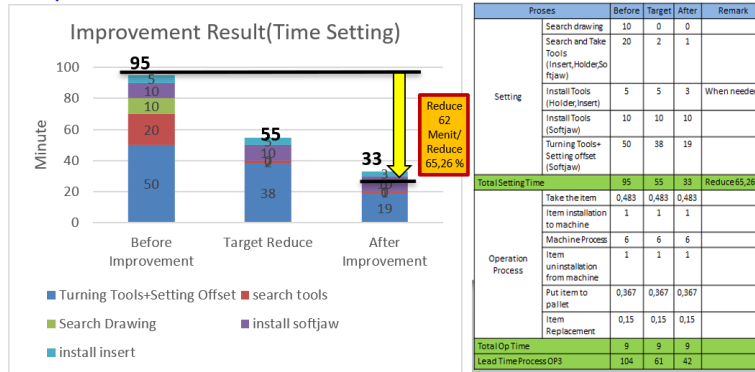 Improvement Result(Time Setting)
95
100
80
60
40
20
0
Minute
5
10
10
20
50
55
5
10
38
33
3
10
19
Reduce
62
Menit/
Reduce
65,26 %
Before
Improvement
Target Reduce
After
Improvement
Turning Tools+Setting Offset
search tools
Search Drawing
install softjaw
install insert
Proses Before Target After Remark
Setting
Search drawing 10 0 0
Search and Take 20 2 1
Tools
(Insert,Holder,So
ftjaw)
Install Tools 5 5 3 When neede
(Holder,Insert)
Install Tools 10 10 10
(Softjaw)
Turning Tools+ 50 38 19
Setting offset
(Softjaw)
Total Setting Time 95 55 33 Reduce65,26
Operation
Process
Take the item 0,483 0,483 0,483
Item installation 1 1 1
to machine
Machine Process 6 6 6
Item 1 1 1
uninstallation
from machine
Put item to 0,367 0,367 0,367
pallet
Item 0,15 0,15 0,15
Replacement
Total Op Time 9 9 9
Lead Time Process OP3 104 61 42